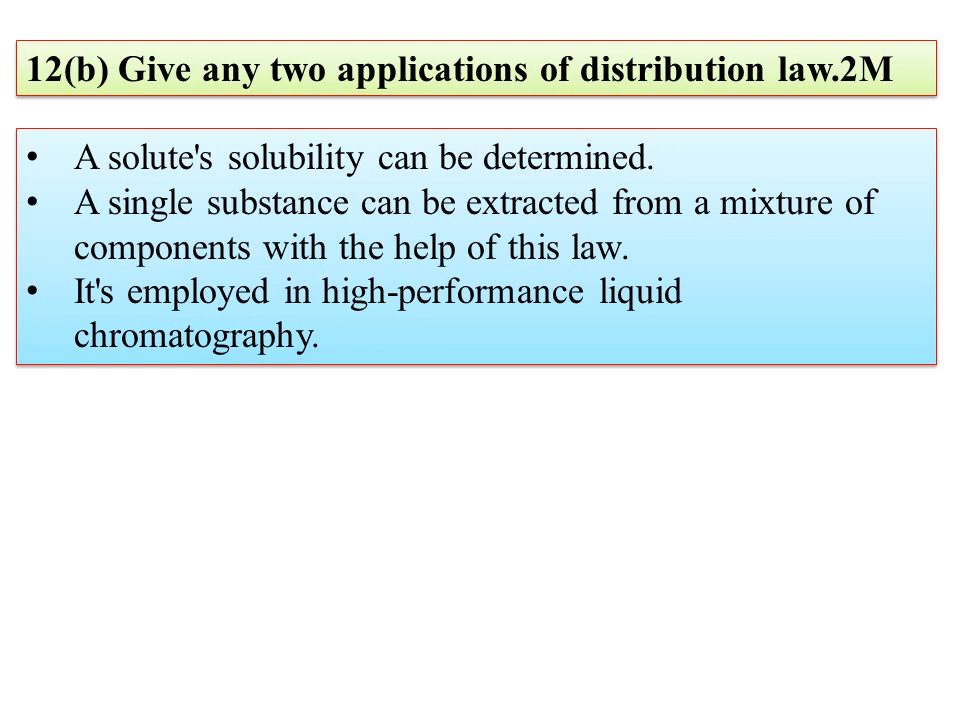 12(b) Give any two applications of distribution law.2M
• A solute's solubility can be determined.
• A single substance can be extracted from a mixture of
components with the help of this law.
• It's employed in high-performance liquid
chromatography.